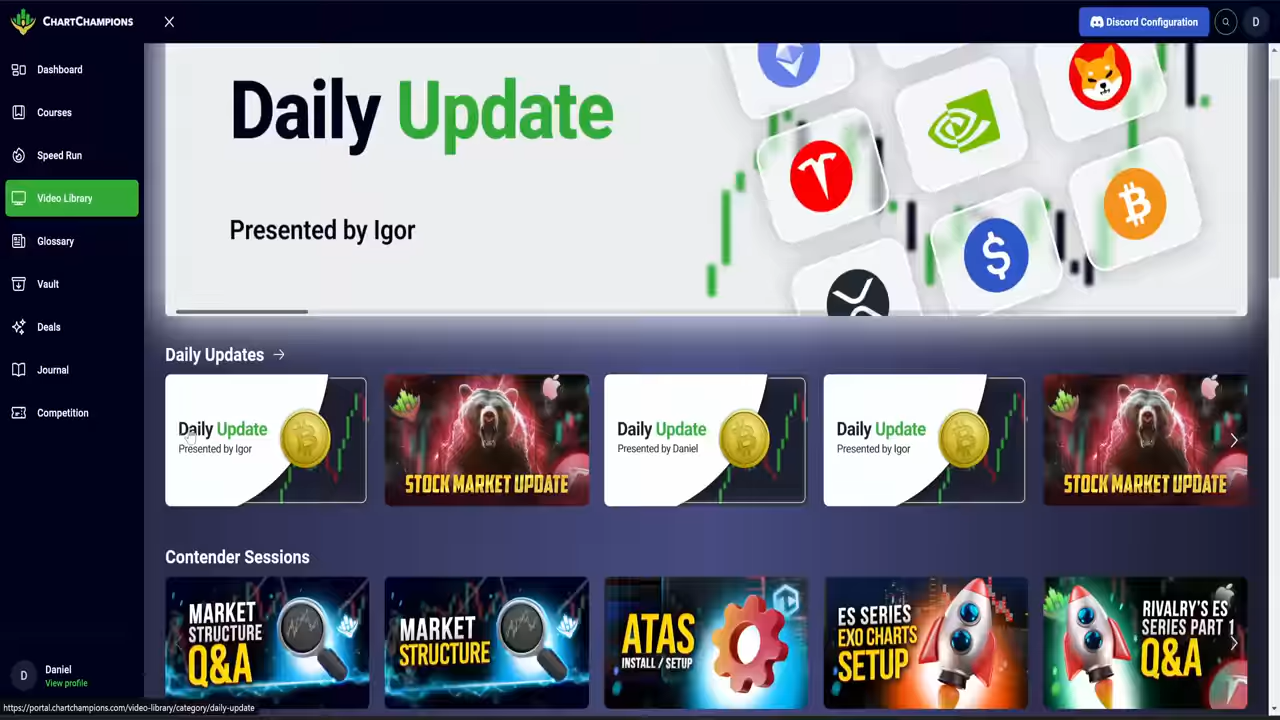 CHARTCHAMPIONS
Discord Configuration
D
Dashboard
Courses
Speed Run
Video Library
Glossary
Vault
Deals
Journal
Competition
Daily Update
Presented by Igor
Daily Updates
Daily Update
Presented by Igor
STOCK MARKET UPDATE
Daily Update
Presented by Daniel
Daily Update
Presented by Igor
STOCK MARKET UPDATE
Contender Sessions
MARKET
STRUCTURE
Q&A
MARKET
STRUCTURE
ATAS
INSTALL / SETUP
ES SERIES
EXO CHARTS
SETUP
RIVALRY'S ES
SERIES PART 1
Q&A
D
Daniel
View profile
https://portal.chartchampions.com/video-library/category/daily-update